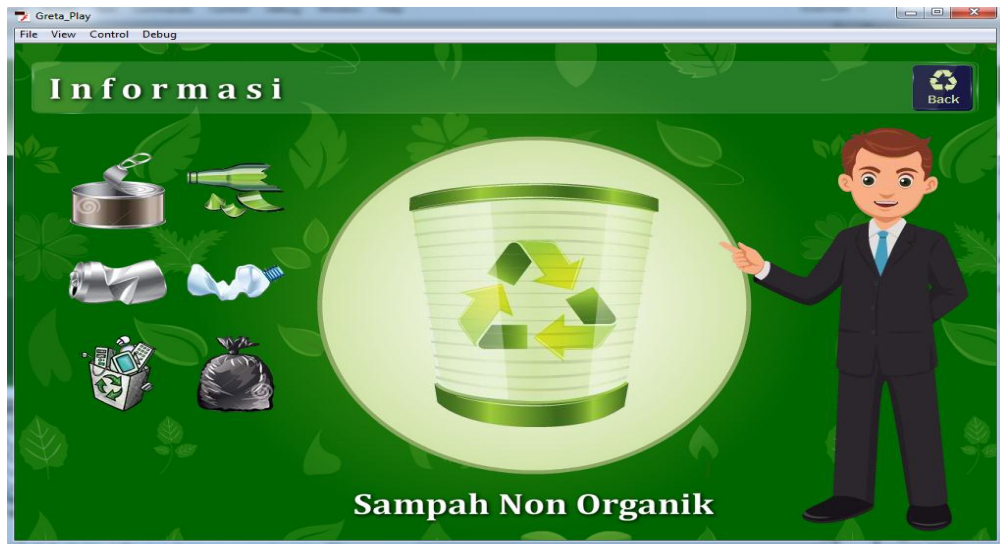 Greta_Play
File View Control Debug
Informasi
Back
Sampah Non Organik